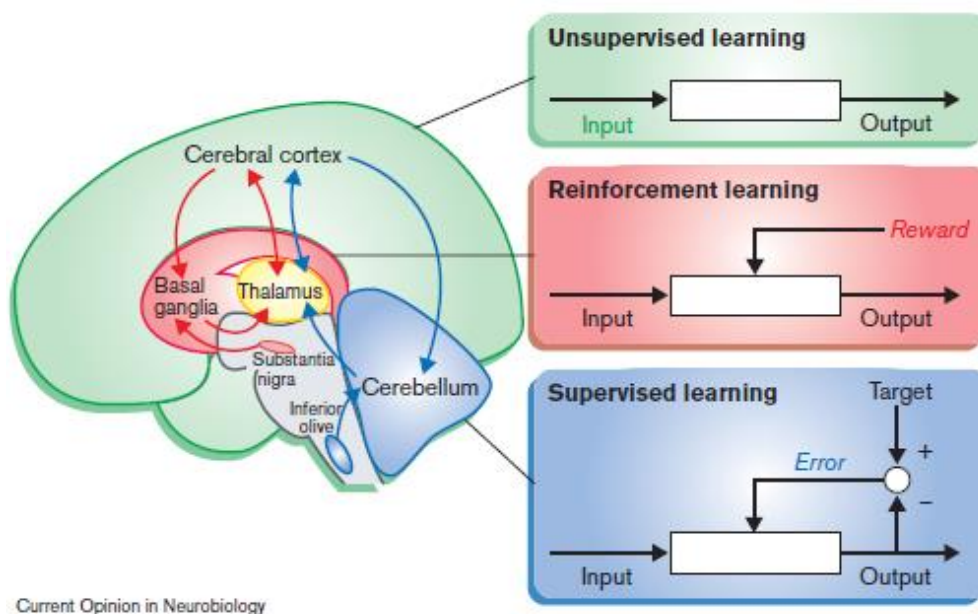 Unsupervised learning
Input
Output
Cerebral cortex
Reinforcement learning
Reward
Input
Output
Basal
ganglia
Thalamus
Substantia
nigra
Cerebellum
Inferior
olive
Supervised learning
Target
Error
+
−
Input
Output
Current Opinion in Neurobiology